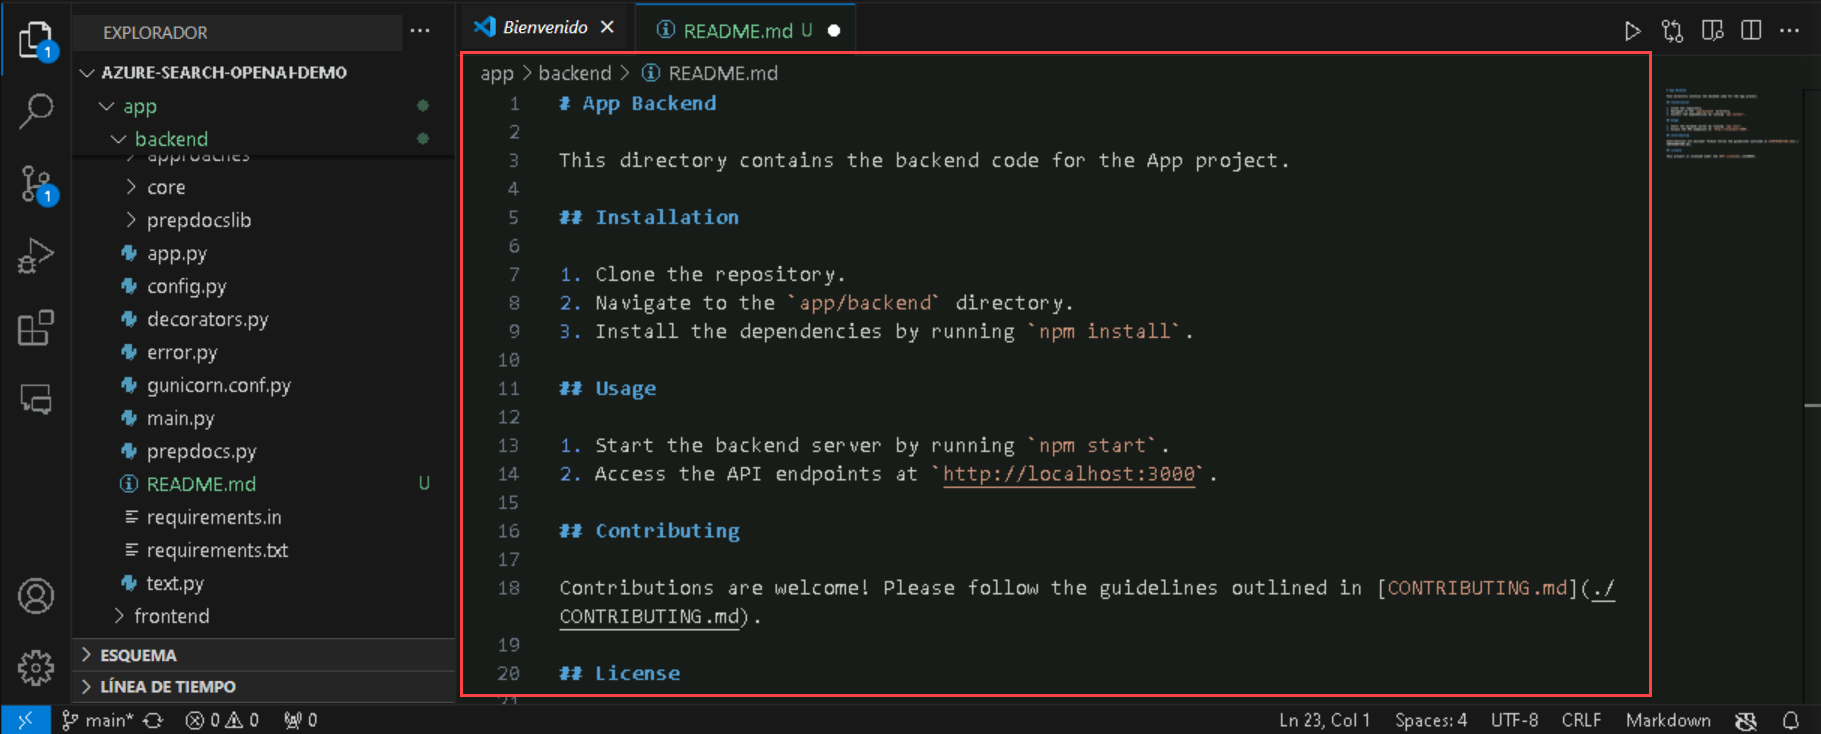 EXPLORADOR ···
AZURE-SEARCH-OPENAI-DEMO
app
backend
approaches
core
prepdocslib
app.py
config.py
decorators.py
error.py
gunicorn.conf.py
main.py
prepdocs.py
README.md U
requirements.in
requirements.txt
text.py
frontend
ESQUEMA
LÍNEA DE TIEMPO
1
1
Bienvenido
README.md U
app > backend > README.md
1 # App Backend
2
3 This directory contains the backend code for the App project.
4
5 ## Installation
6
7 1. Clone the repository.
8 2. Navigate to the `app/backend` directory.
9 3. Install the dependencies by running `npm install`.
10
11 ## Usage
12
13 1. Start the backend server by running `npm start`.
14 2. Access the API endpoints at `http://localhost:3000`.
15
16 ## Contributing
17
18 Contributions are welcome! Please follow the guidelines outlined in [CONTRIBUTING.md](./
CONTRIBUTING.md).
19
20 ## License
21
main* 0 0 0
Ln 23, Col 1 Spaces: 4 UTF-8 CRLF Markdown